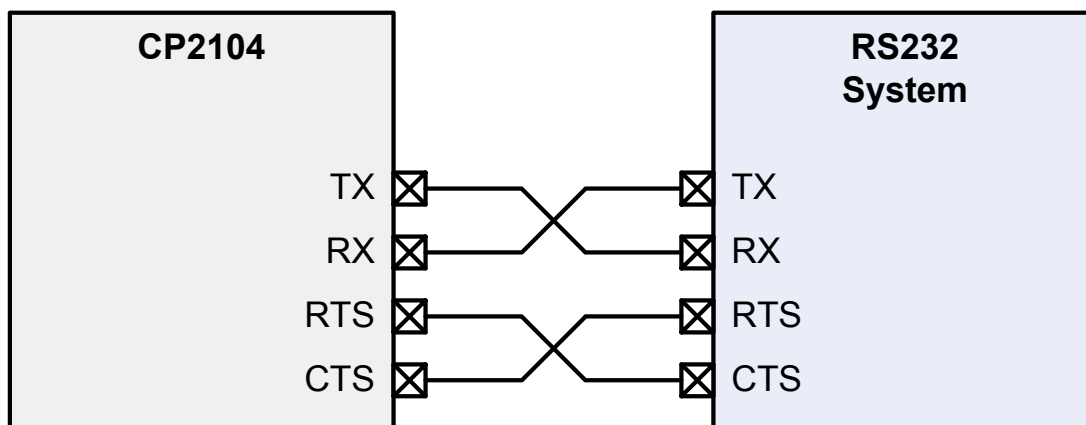 CP2104
RS232
System
TX
RX
RTS
CTS
TX
RX
RTS
CTS